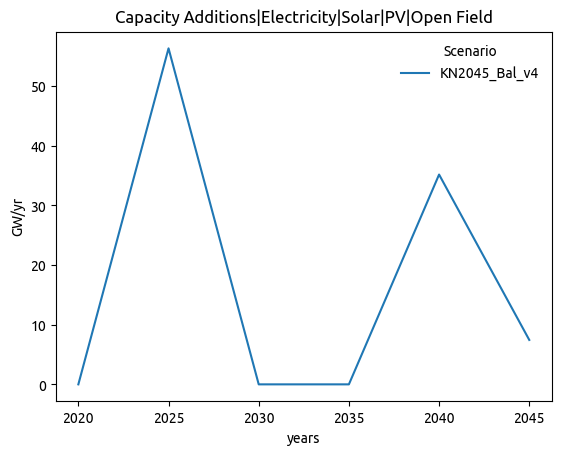 Capacity Additions|Electricity|Solar|PV|Open Field
Scenario
KN2045_Bal_v4
GW/yr
50
40
30
20
10
0
2020 2025 2030 2035 2040 2045
years